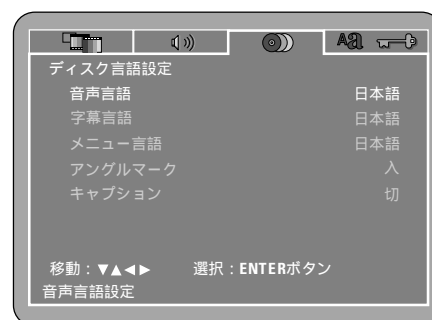 Aあ
ディスク言語設定
音声言語 日本語
字幕言語 日本語
メニュー言語 日本語
アングルマーク 入
キャプション 切
移動：▼▲◀▶ 選択：ENTERボタン
音声言語設定